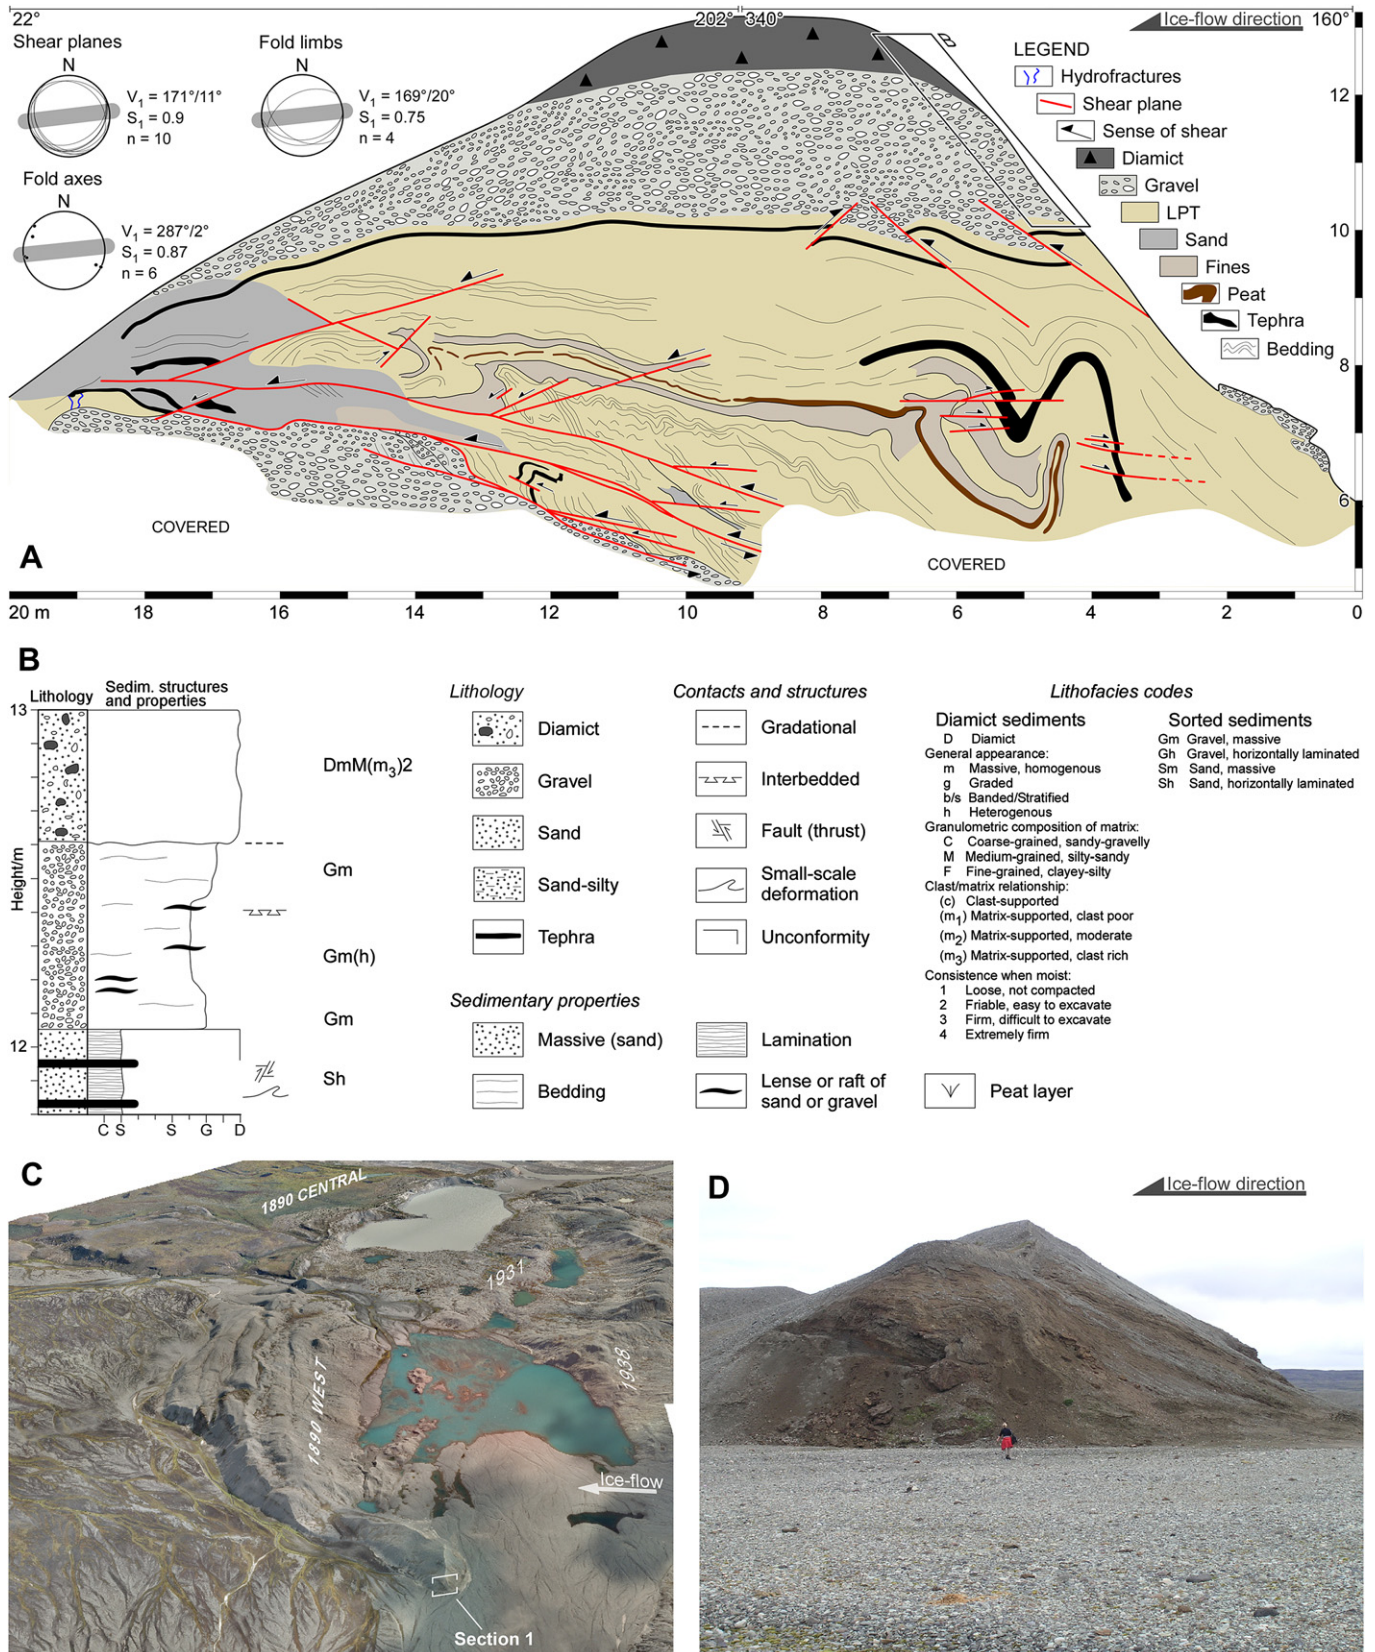 22°
202° 340°
160°
Ice-flow direction
Shear planes
N
V1 = 171°/11°
S1 = 0.9
n = 10
Fold limbs
N
V1 = 169°/20°
S1 = 0.75
n = 4
Fold axes
N
V1 = 287°/2°
S1 = 0.87
n = 6
B
LEGEND
Hydrofractures
Shear plane
Sense of shear
Diamict
Gravel
LPT
Sand
Fines
Peat
Tephra
Bedding
12
10
8
6
COVERED
COVERED
A
20 m 18 16 14 12 10 8 6 4 2 0
B
Lithology
Sedim. structures
and properties
13
12
Height/m
DmM(m3)2
Gm
Gm(h)
Gm
Sh
C S S G D
Lithology
Diamict
Gravel
Sand
Sand-silty
Tephra
Sedimentary properties
Massive (sand)
Bedding
Contacts and structures
Gradational
Interbedded
Fault (thrust)
Small-scale
deformation
Unconformity
Lamination
Lense or raft of
sand or gravel
Lithofacies codes
Diamict sediments
D Diamict
General appearance:
m Massive, homogenous
g Graded
b/s Banded/Stratified
h Heterogenous
Granulometric composition of matrix:
C Coarse-grained, sandy-gravelly
M Medium-grained, silty-sandy
F Fine-grained, clayey-silty
Clast/matrix relationship:
(c) Clast-supported
(m1) Matrix-supported, clast poor
(m2) Matrix-supported, moderate
(m3) Matrix-supported, clast rich
Consistence when moist:
1 Loose, not compacted
2 Friable, easy to excavate
3 Firm, difficult to excavate
4 Extremely firm
Sorted sediments
Gm Gravel, massive
Gh Gravel, horizontally laminated
Sm Sand, massive
Sh Sand, horizontally laminated
Peat layer
C
1890 CENTRAL
1931
1938
1890 WEST
Ice-flow
Section 1
D
Ice-flow direction